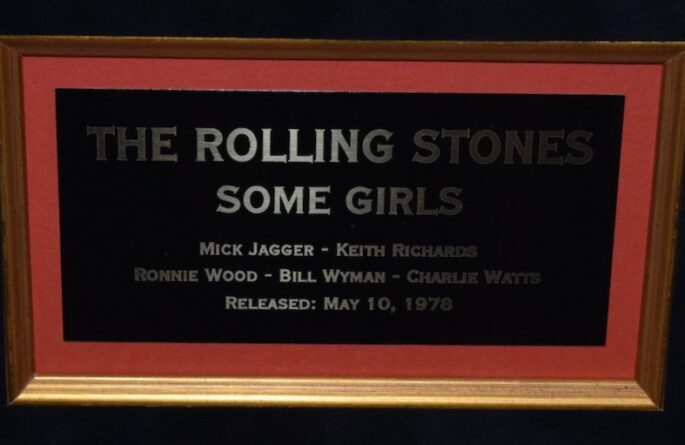 THE ROLLING STONES
SOME GIRLS
MICK JAGGER - KEITH RICHARDS
RONNIE WOOD - BILL WYMAN - CHARLIE WATTS
RELEASED: MAY 10, 1978